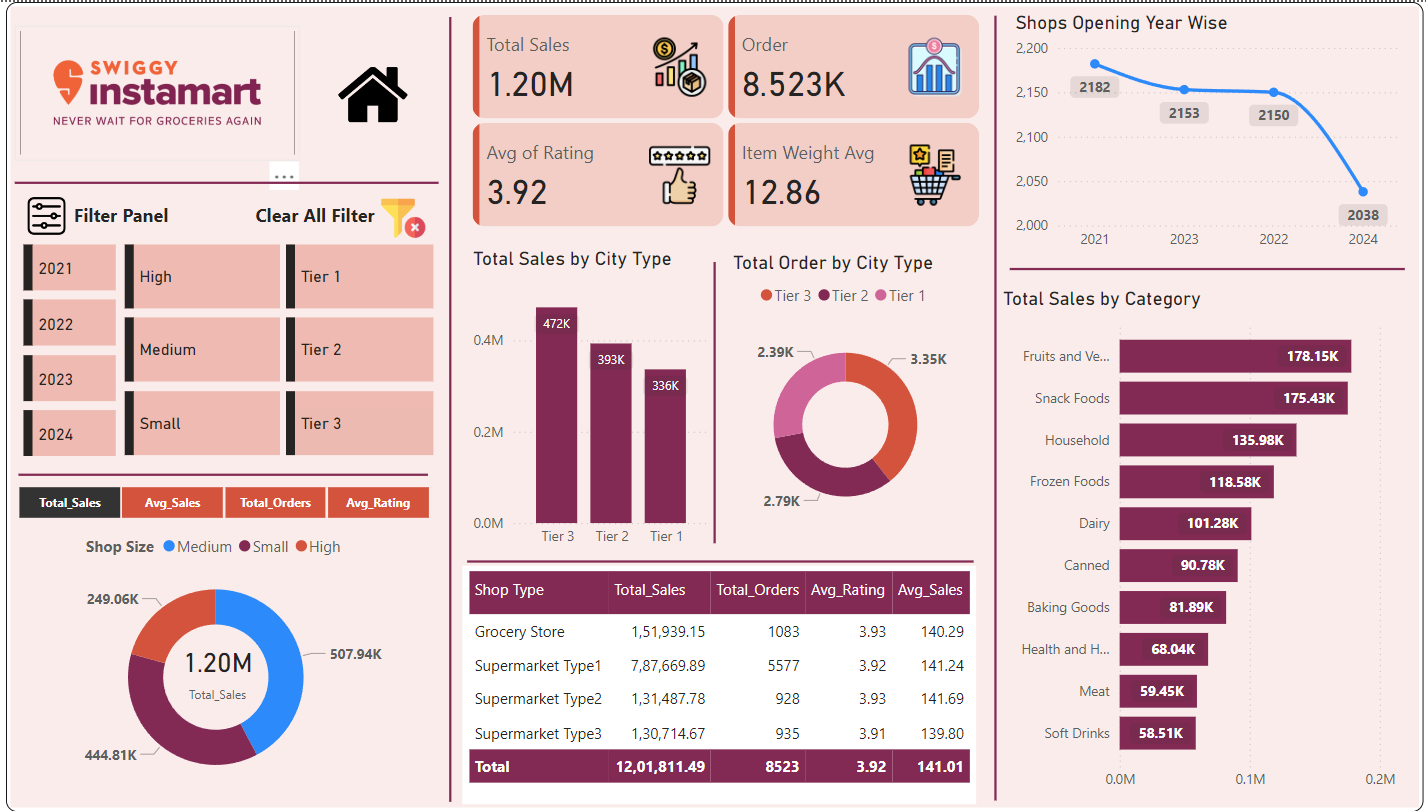 SWIGGY
instamart
NEVER WAIT FOR GROCERIES AGAIN
...
Filter Panel
Clear All Filter
2021
2022
2023
2024
High
Medium
Small
Tier 1
Tier 2
Tier 3
Total_Sales Avg_Sales Total_Orders Avg_Rating
Shop Size Medium Small High
249.06K
507.94K
444.81K
1.20M
Total_Sales
Total Sales
1.20M
Order
8.523K
Avg of Rating
3.92
Item Weight Avg
12.86
Total Sales by City Type
0.4M
0.2M
0.0M
472K
393K
336K
Tier 3 Tier 2 Tier 1
Total Order by City Type
Tier 3 Tier 2 Tier 1
2.39K
3.35K
2.79K
Shop Type Total_Sales Total_Orders Avg_Rating Avg_Sales
Grocery Store 1,51,939.15 1083 3.93 140.29
Supermarket Type1 7,87,669.89 5577 3.92 141.24
Supermarket Type2 1,31,487.78 928 3.93 141.69
Supermarket Type3 1,30,714.67 935 3.91 139.80
Total 12,01,811.49 8523 3.92 141.01
Shops Opening Year Wise
2,200
2,150
2,100
2,050
2,000
2182
2153
2150
2038
2021 2023 2022 2024
Total Sales by Category
Fruits and Ve... 178.15K
Snack Foods 175.43K
Household 135.98K
Frozen Foods 118.58K
Dairy 101.28K
Canned 90.78K
Baking Goods 81.89K
Health and H... 68.04K
Meat 59.45K
Soft Drinks 58.51K
0.0M 0.1M 0.2M